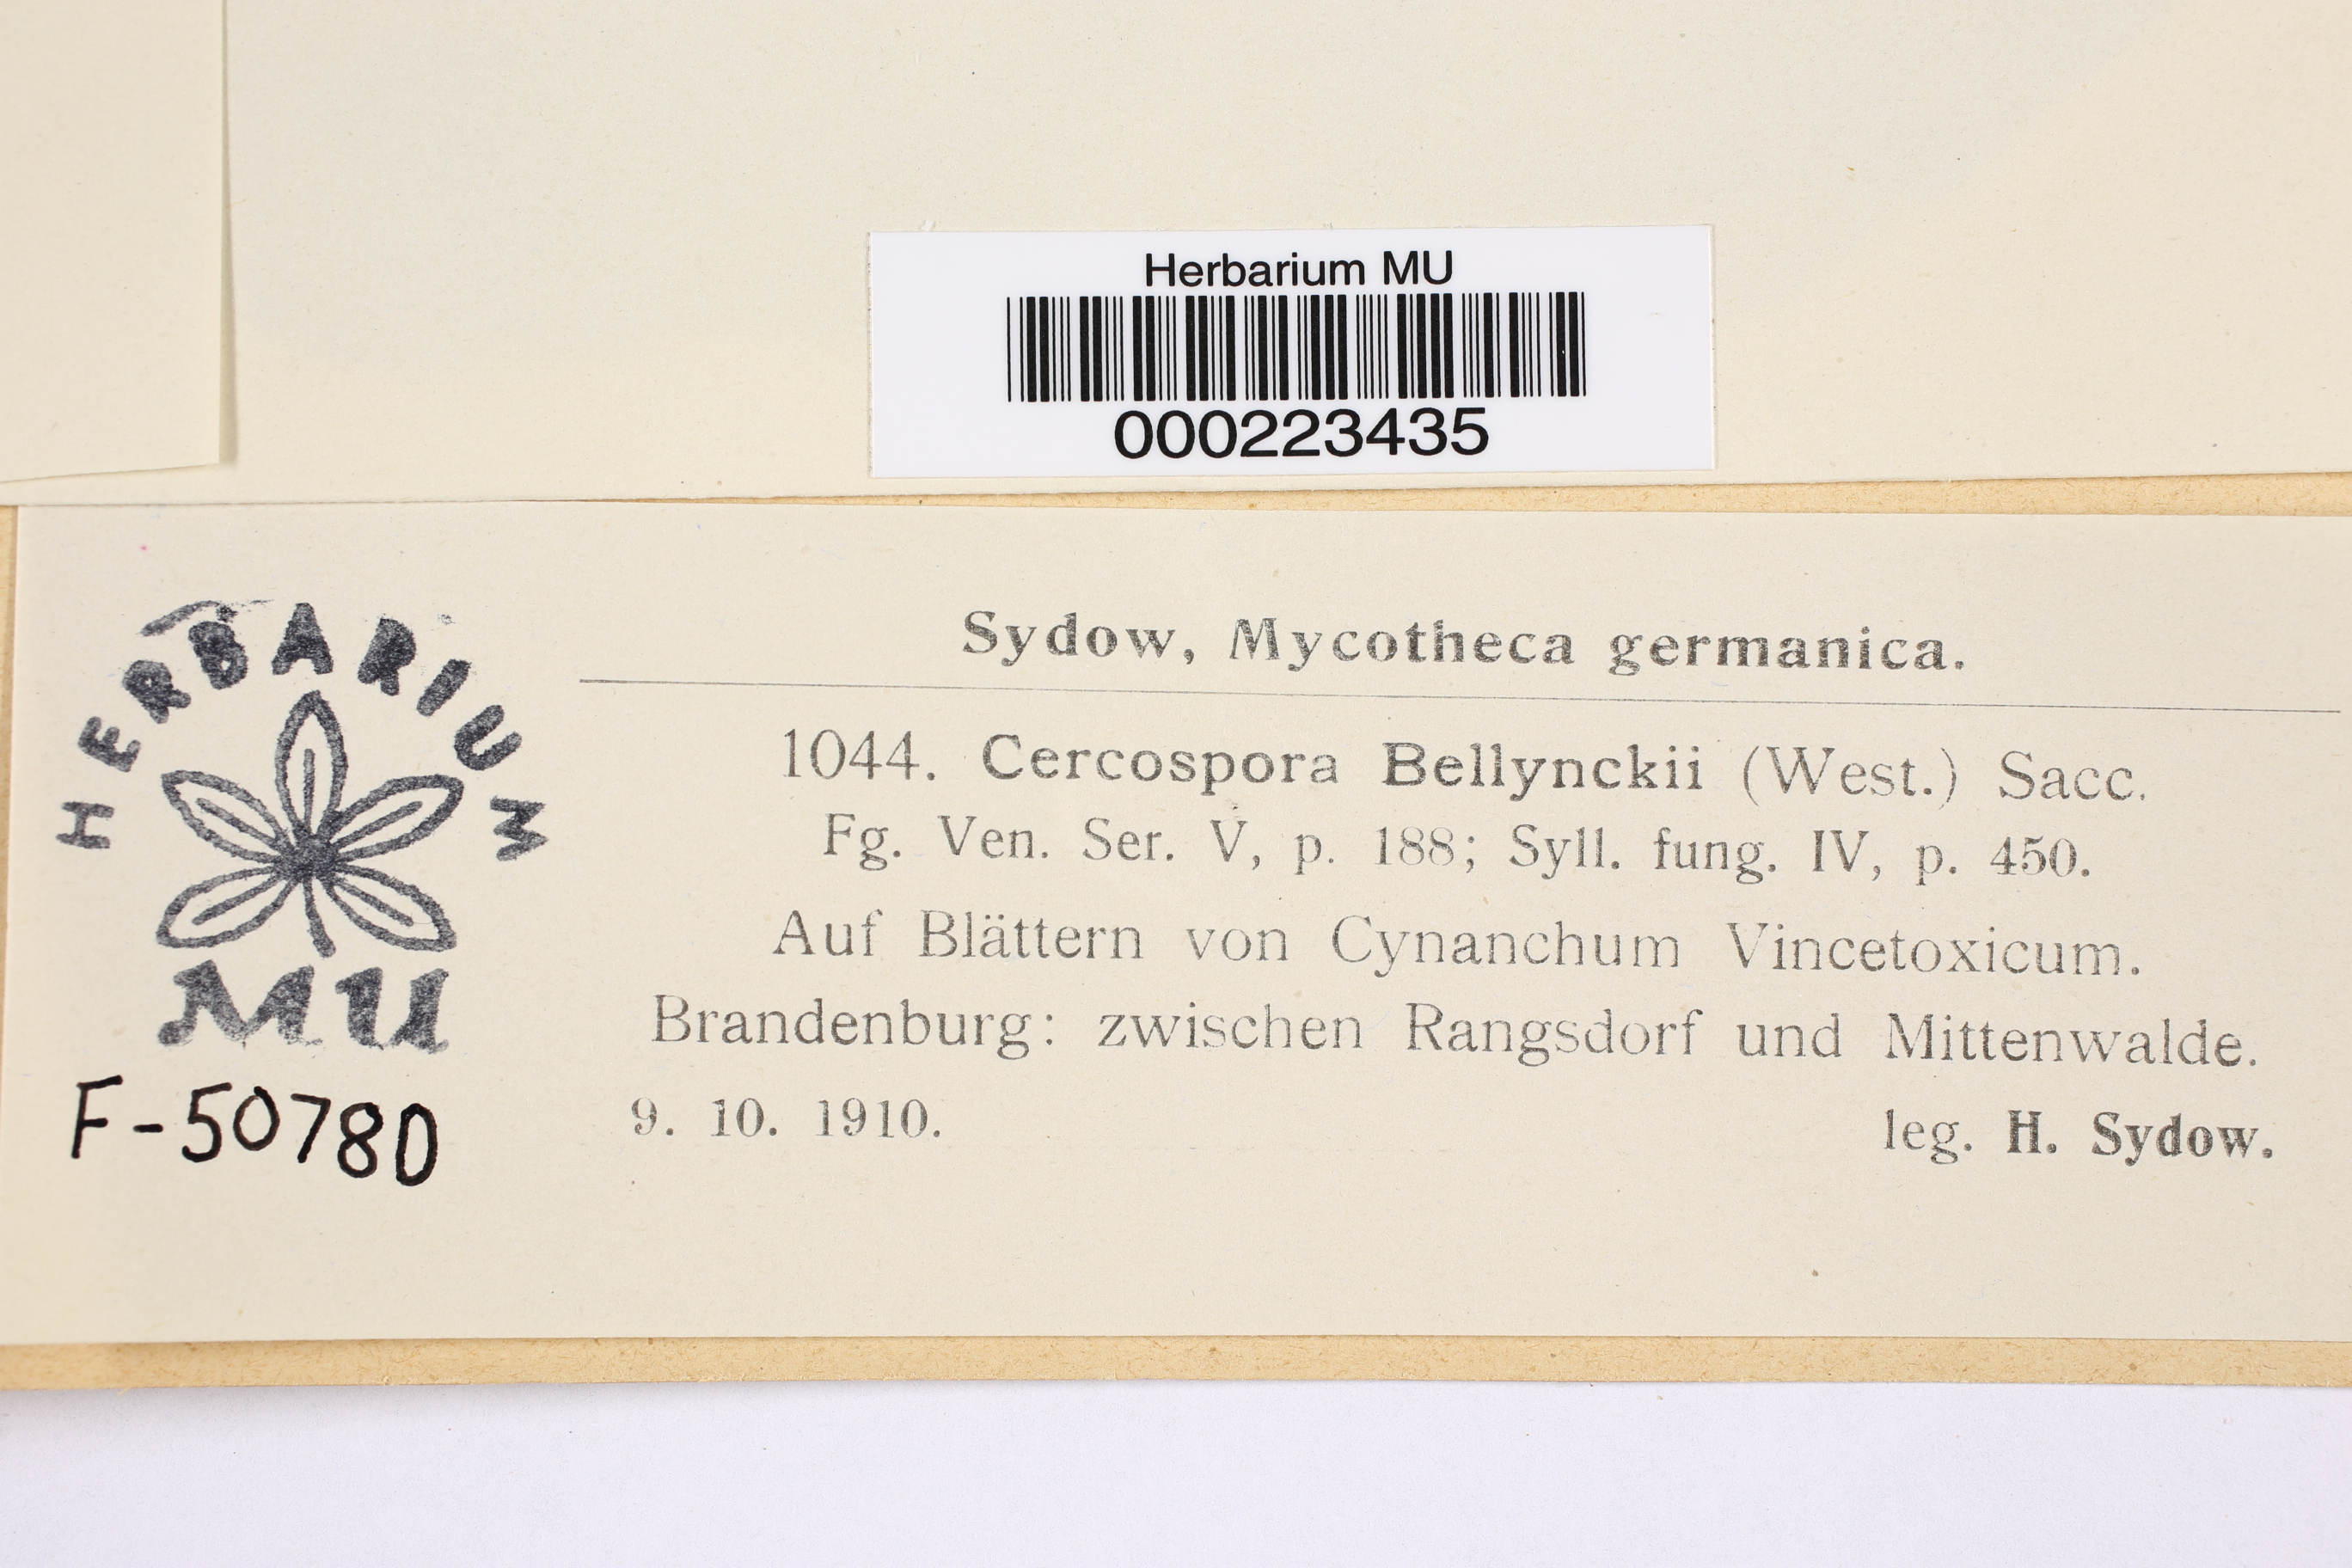 Herbarium MU
000223435
HERBARIUM
MU
F-50780
Sydow, Mycotheca germanica.
1044. Cercospora Bellynckii (West.) Sacc.
Fg. Ven. Ser. V, p. 188; Syll. fung. IV, p. 450.
Auf Blättern von Cynanchum Vincetoxicum.
Brandenburg: zwischen Rangsdorf und Mittenwalde.
9. 10. 1910. leg. H. Sydow.